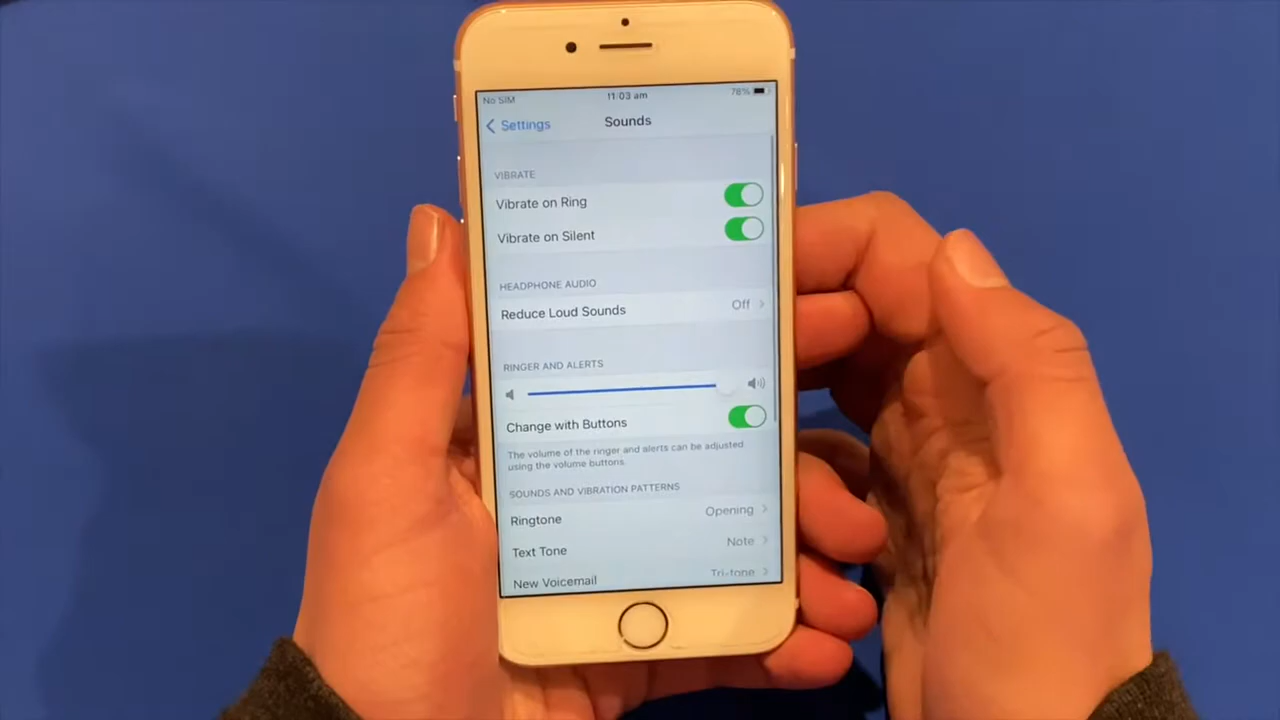 No SIM 11:03 am 78%
Settings Sounds
VIBRATE
Vibrate on Ring
Vibrate on Silent
HEADPHONE AUDIO
Reduce Loud Sounds Off
RINGER AND ALERTS
Change with Buttons
The volume of the ringer and alerts can be adjusted
using the volume buttons.
SOUNDS AND VIBRATION PATTERNS
Ringtone Opening
Text Tone Note
New Voicemail Tri-tone